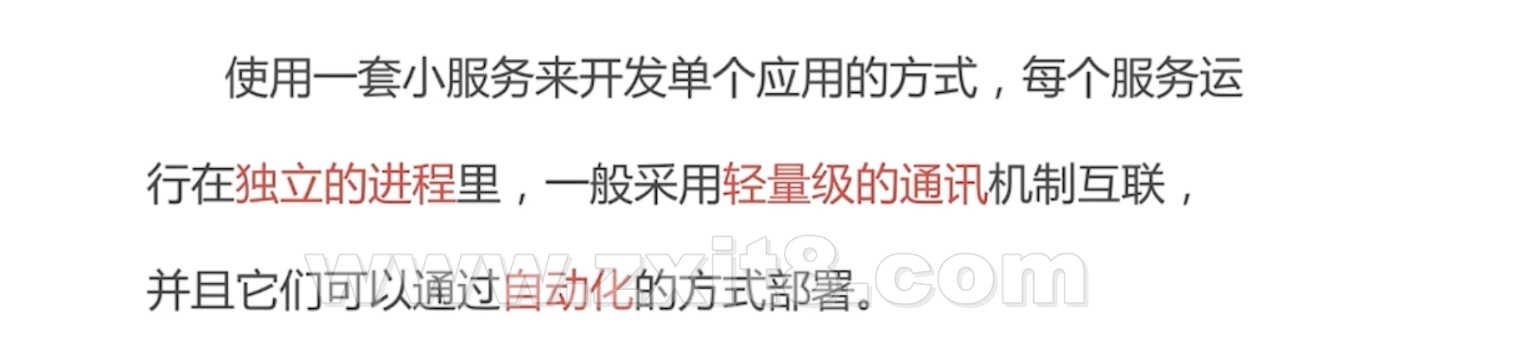 使用一套小服务来开发单个应用的方式，每个服务运
行在独立的进程里，一般采用轻量级的通讯机制互联，
并且它们可以通过自动化的方式部署。
www.zxit8.com